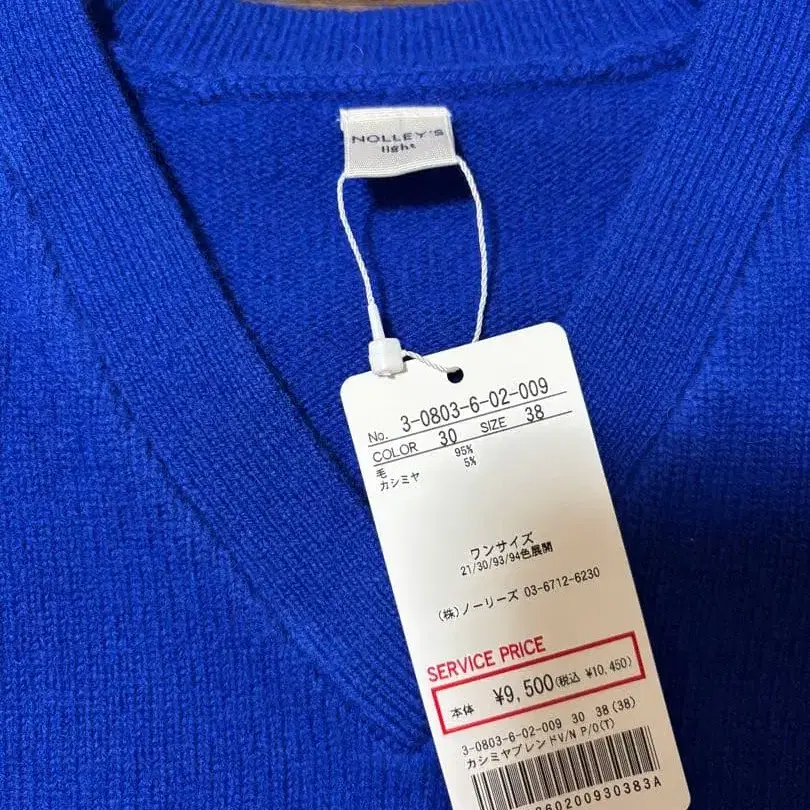 NOLLEY'S
light
No. 3-0803-6-02-009
COLOR 30 SIZE 38
毛 95%
カシミヤ 5%
ワンサイズ
21/30/93/94色展開
(株)ノーリーズ 03-6712-6230
SERVICE PRICE
本体 ¥9,500(税込 ¥10,450)
3-0803-6-02-009 30 38(38)
カシミヤブレンドV/N P/O(T)